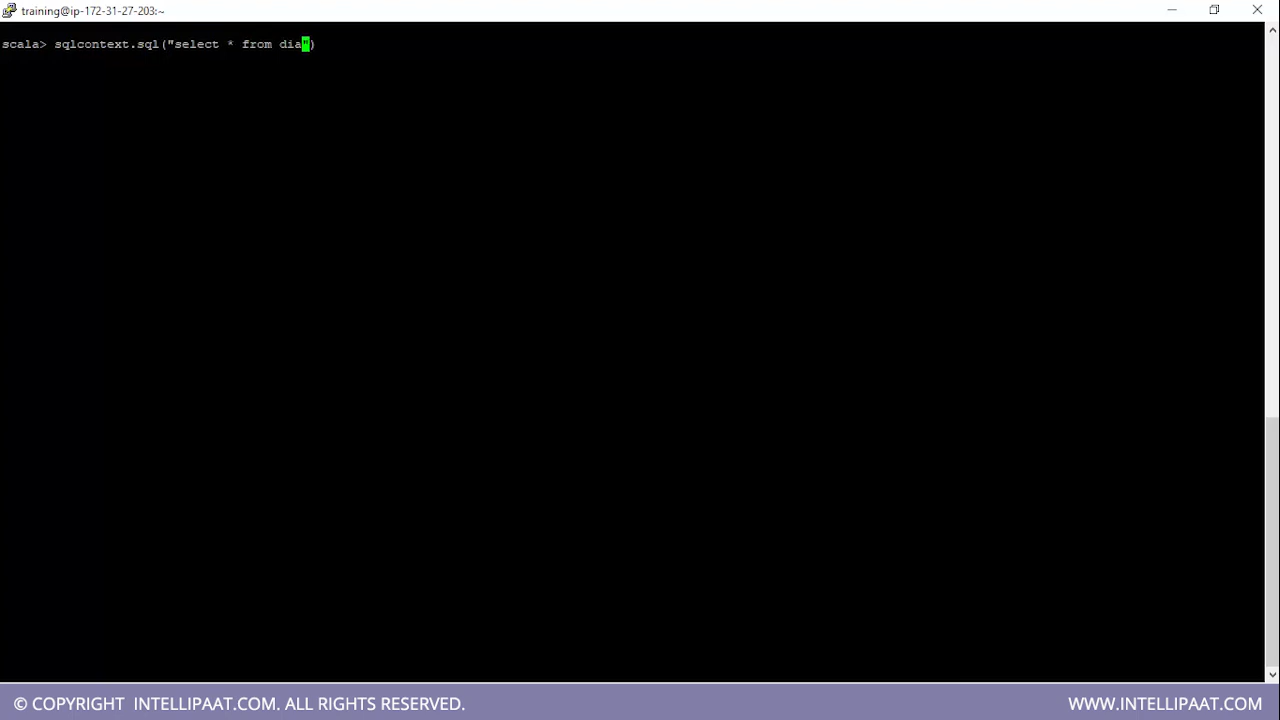 training@ip-172-31-27-203:~
scala> sqlcontext.sql("select * from dia")
© COPYRIGHT INTELLIPAAT.COM. ALL RIGHTS RESERVED.
WWW.INTELLIPAAT.COM